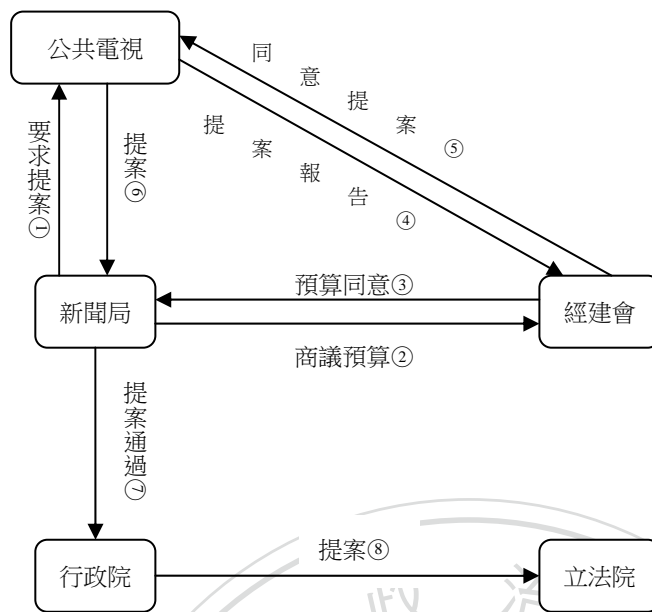 公共電視
同意提案⑤
提案報告④
要求提案①
提案⑥
新聞局
預算同意③
商議預算②
經建會
提案通過⑦
行政院
提案⑧
立法院
政 治